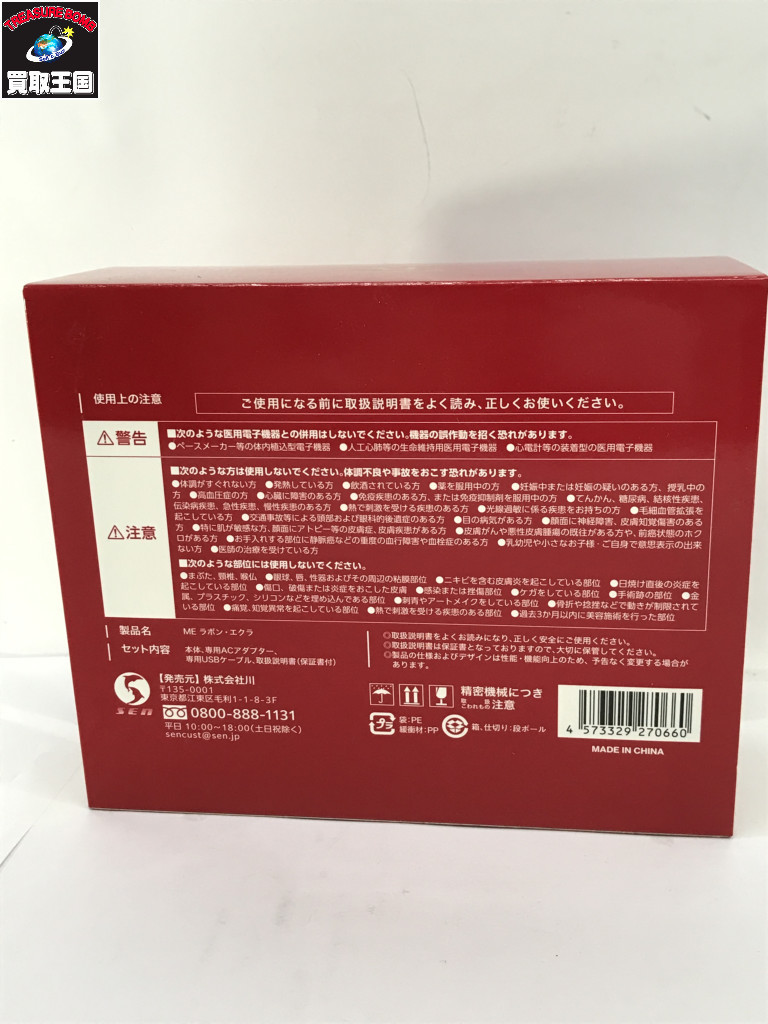 TREASURE BOMB
買取王国
使用上の注意
ご使用になる前に取扱説明書をよく読み、正しくお使いください。
⚠警告
■次のような医用電子機器との併用はしないでください。機器の誤作動を招く恐れがあります。
●ペースメーカー等の体内植込型電子機器 ●人工心肺等の生命維持用医用電子機器 ●心電計等の装着型の医用電子機器
⚠注意
■次のような方は使用しないでください。体調不良や事故をおこす恐れがあります。
●体調がすぐれない方 ●発熱している方 ●飲酒されている方 ●薬を服用中の方 ●妊娠中または妊娠の疑いのある方、授乳中の
方 ●高血圧症の方 ●心臓に障害のある方 ●免疫疾患のある方、または免疫抑制剤を服用中の方 ●てんかん、糖尿病、結核性疾患、
伝染病疾患、急性疾患、慢性疾患のある方 ●熱で刺激を受ける疾患のある方 ●光線過敏に係る疾患をお持ちの方 ●毛細血管拡張を
起こしている方 ●交通事故等による頭部および眼科的後遺症のある方 ●目の病気がある方 ●顔面に神経障害、皮膚知覚傷害のある
方 ●特に肌が敏感な方、顔面にアトピー等の皮膚症、皮膚疾患がある方 ●皮膚がんや悪性皮膚腫瘍の既往がある方や、前癌状態のホク
ロがある方 ●お手入れする部位に静脈瘤などの重度の血行障害や血栓症のある方 ●乳幼児や小さなお子様・ご自身で意思表示の出来
ない方 ●医師の治療を受けている方
■次のような部位には使用しないでください。
●まぶた、頸椎、喉仏 ●眼球、唇、性器およびその周辺の粘膜部位 ●ニキビを含む皮膚炎を起こしている部位 ●日焼け直後の炎症を
起こしている部位 ●傷口、破傷または炎症をおこした皮膚 ●感染または挫傷部位 ●ケガをしている部位 ●手術跡の部位 ●金
属、プラスチック、シリコンなどを埋め込んである部位 ●刺青やアートメイクをしている部位 ●骨折や捻挫などで動きが制限されて
いる部位 ●痛覚、知覚異常を起こしている部位 ●熱で刺激を受ける疾患のある部位 ●過去3か月以内に美容施術を行った部位
製品名 ME ラボン・エクラ
セット内容 本体、専用ACアダプター、
専用USBケーブル、取扱説明書(保証書付)
◎取扱説明書をよくお読みになり、正しく安全にご使用ください。
◎取扱説明書は保証書となっておりますので、大切に保管してください。
◎製品の仕様およびデザインは性能・機能向上のため、予告なく変更する場合が
あります。
SEN
【発売元】株式会社川
〒135-0001
東京都江東区毛利1-1-8-3F
0800-888-1131
平日 10:00〜18:00(土日祝除く)
sencust@sen.jp
精密機械につき
取扱注意
こわれもの
プラ
袋:PE
緩衝材:PP
箱、仕切り:段ボール
4 573329 270660
MADE IN CHINA